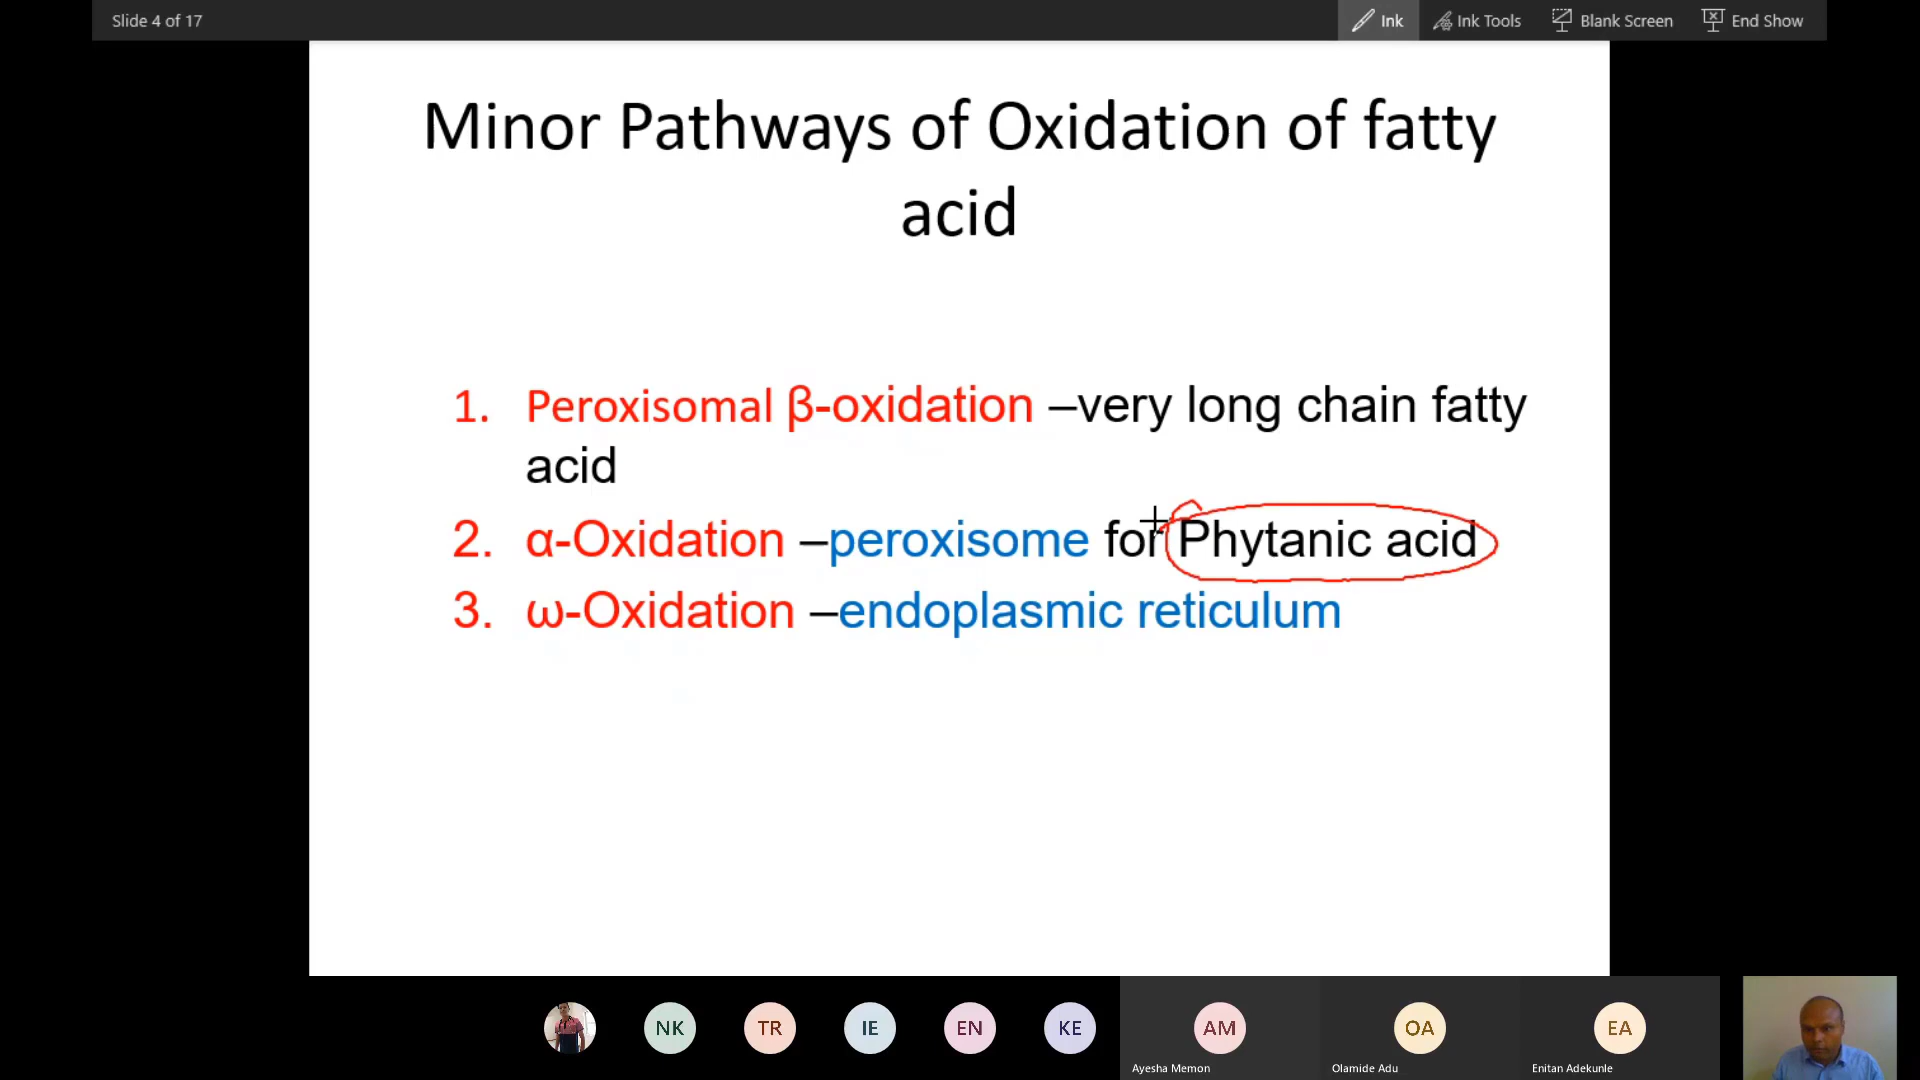 Slide 4 of 17
Ink
Ink Tools
Blank Screen
End Show
Minor Pathways of Oxidation of fatty
acid
1. Peroxisomal β-oxidation –very long chain fatty
acid
2. α-Oxidation –peroxisome for Phytanic acid
3. ω-Oxidation –endoplasmic reticulum
NK
TR
IE
EN
KE
AM
OA
EA
Ayesha Memon
Olamide Adu
Enitan Adekunle